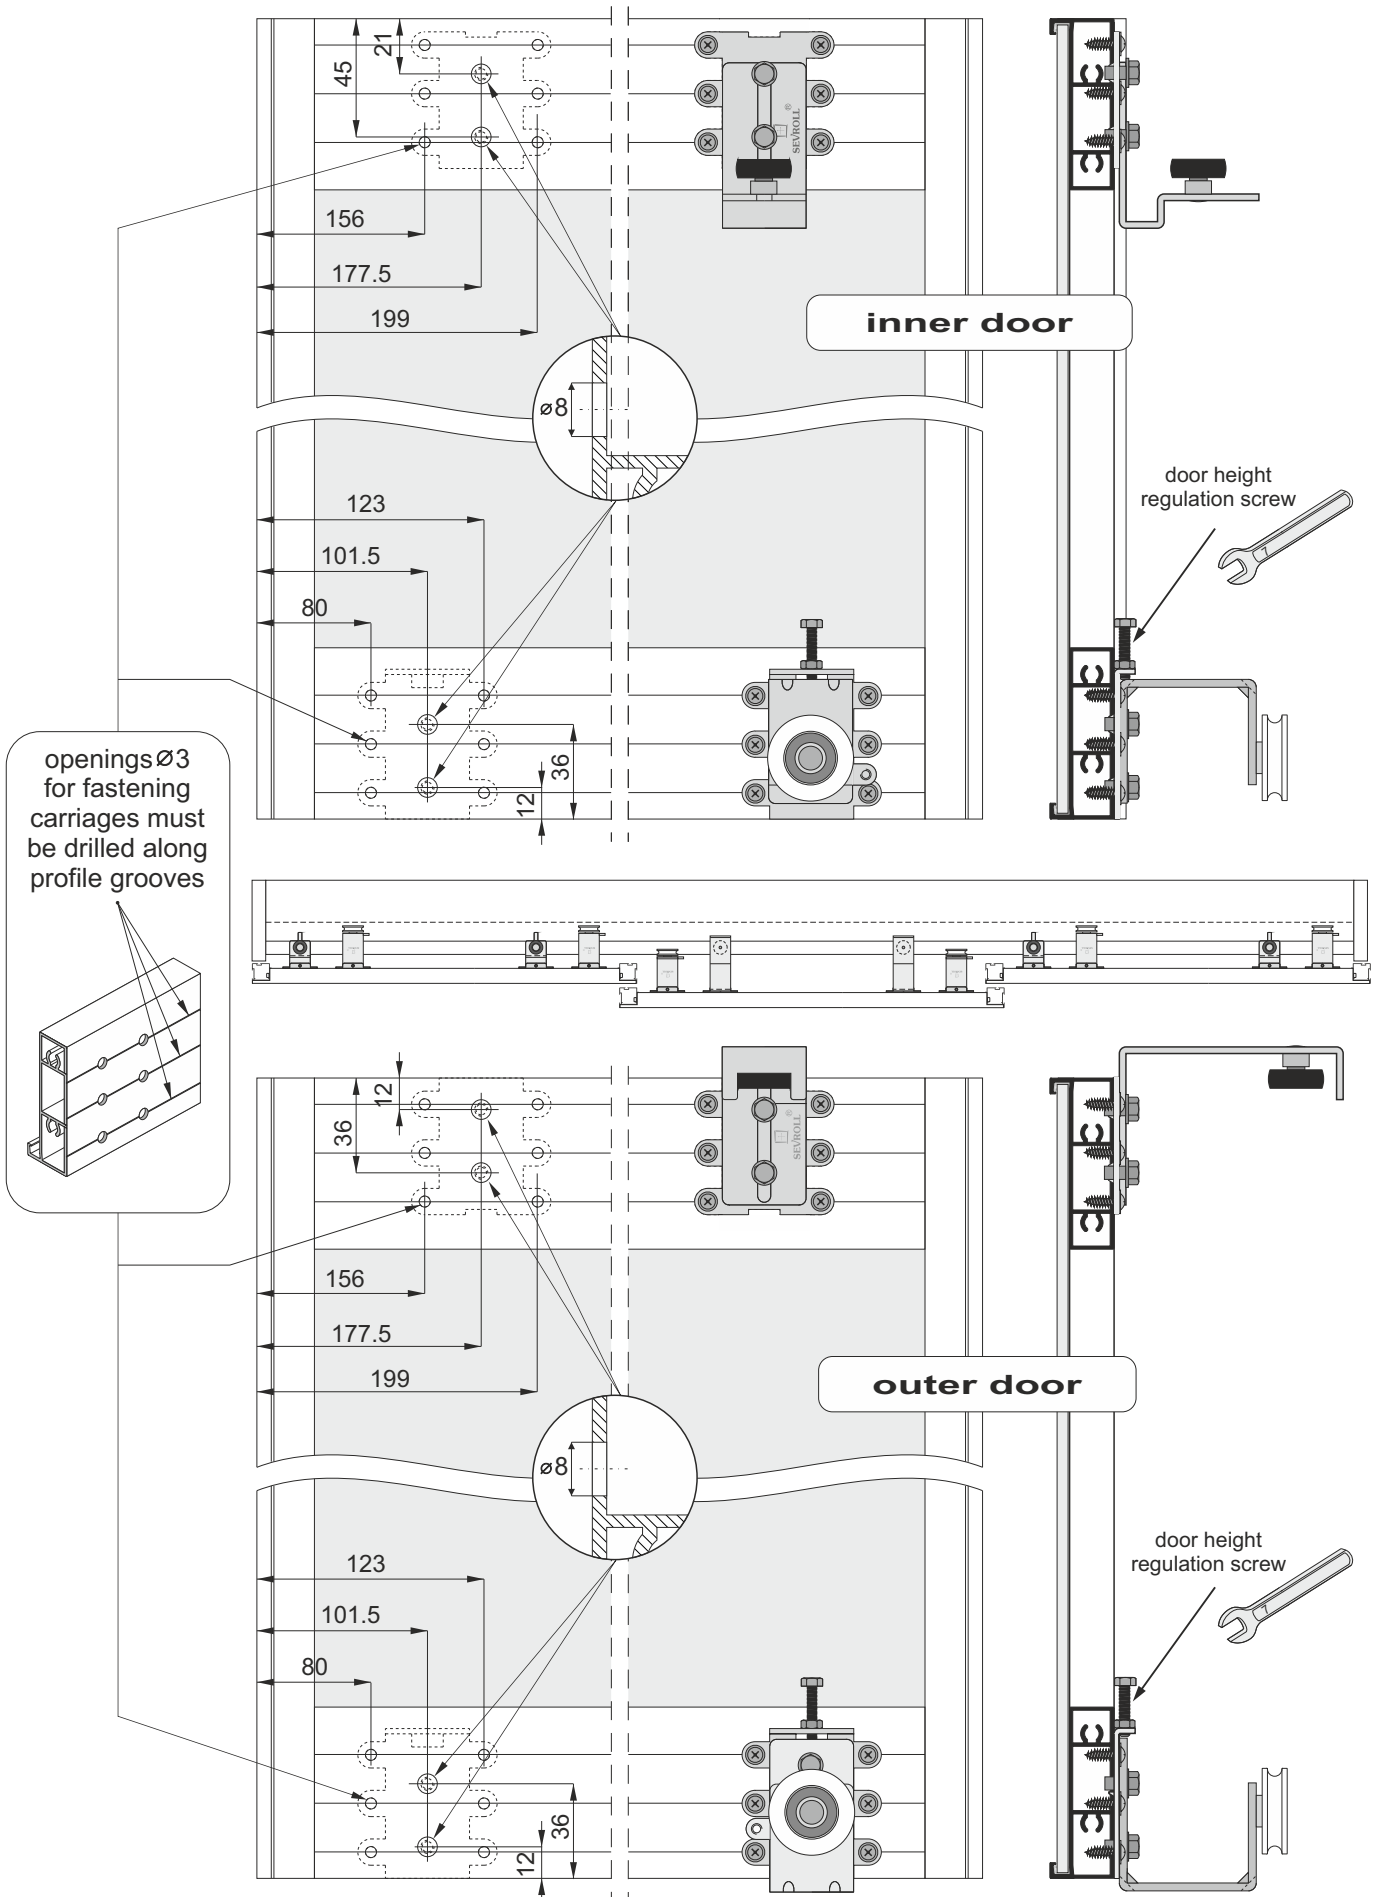 21
45
SEVROLL®
156
177.5
199
inner door
ø8
door height
regulation screw
7
123
101.5
80
36
12
openings Ø3
for fastening
carriages must
be drilled along
profile grooves
12
36
SEVROLL®
156
177.5
199
outer door
ø8
door height
regulation screw
7
123
101.5
80
36
12